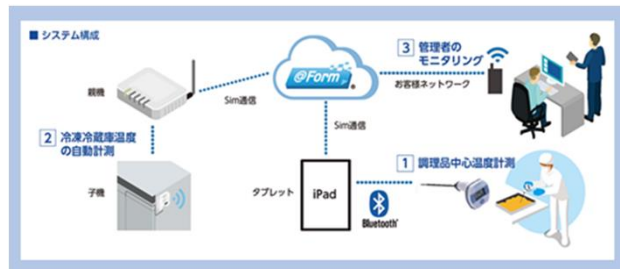 ■ システム構成
親機
Sim通信
@Form
3 管理者の
モニタリング
お客様ネットワーク
2 冷凍冷蔵庫温度
の自動計測
Sim通信
子機
タブレット
iPad
Bluetooth
1 調理品中心温度計測